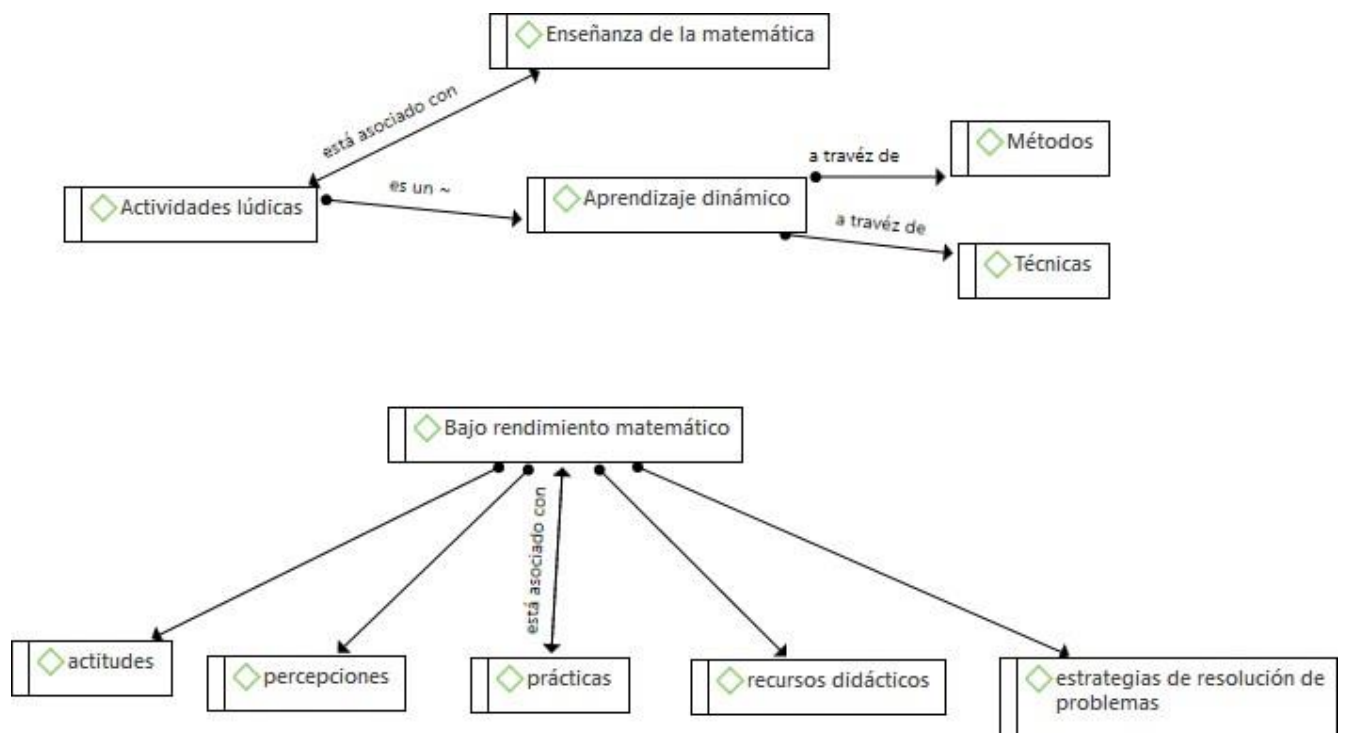 Enseñanza de la matemática
está asociado con
a travéz de
Métodos
es un ~
Actividades lúdicas
Aprendizaje dinámico
a travéz de
Técnicas
Bajo rendimiento matemático
está asociado con
actitudes
percepciones
prácticas
recursos didácticos
estrategias de resolución de
problemas